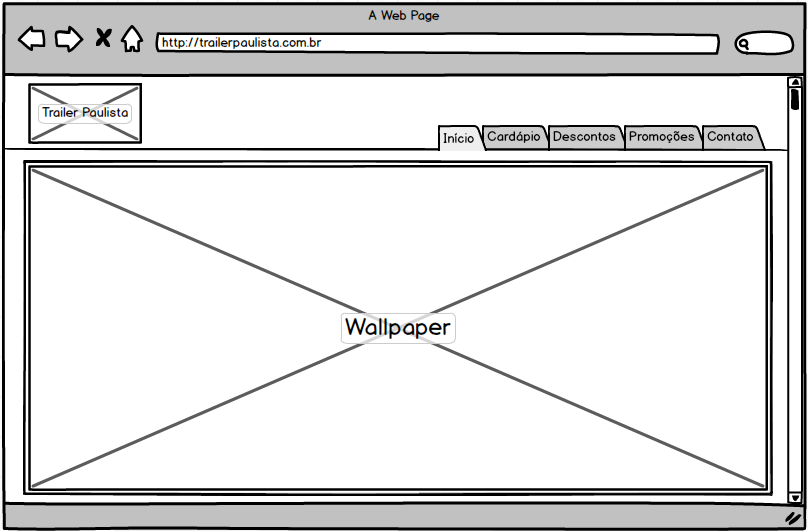 A Web Page
http://trailerpaulista.com.br
Trailer Paulista
Início Cardápio Descontos Promoções Contato
Wallpaper